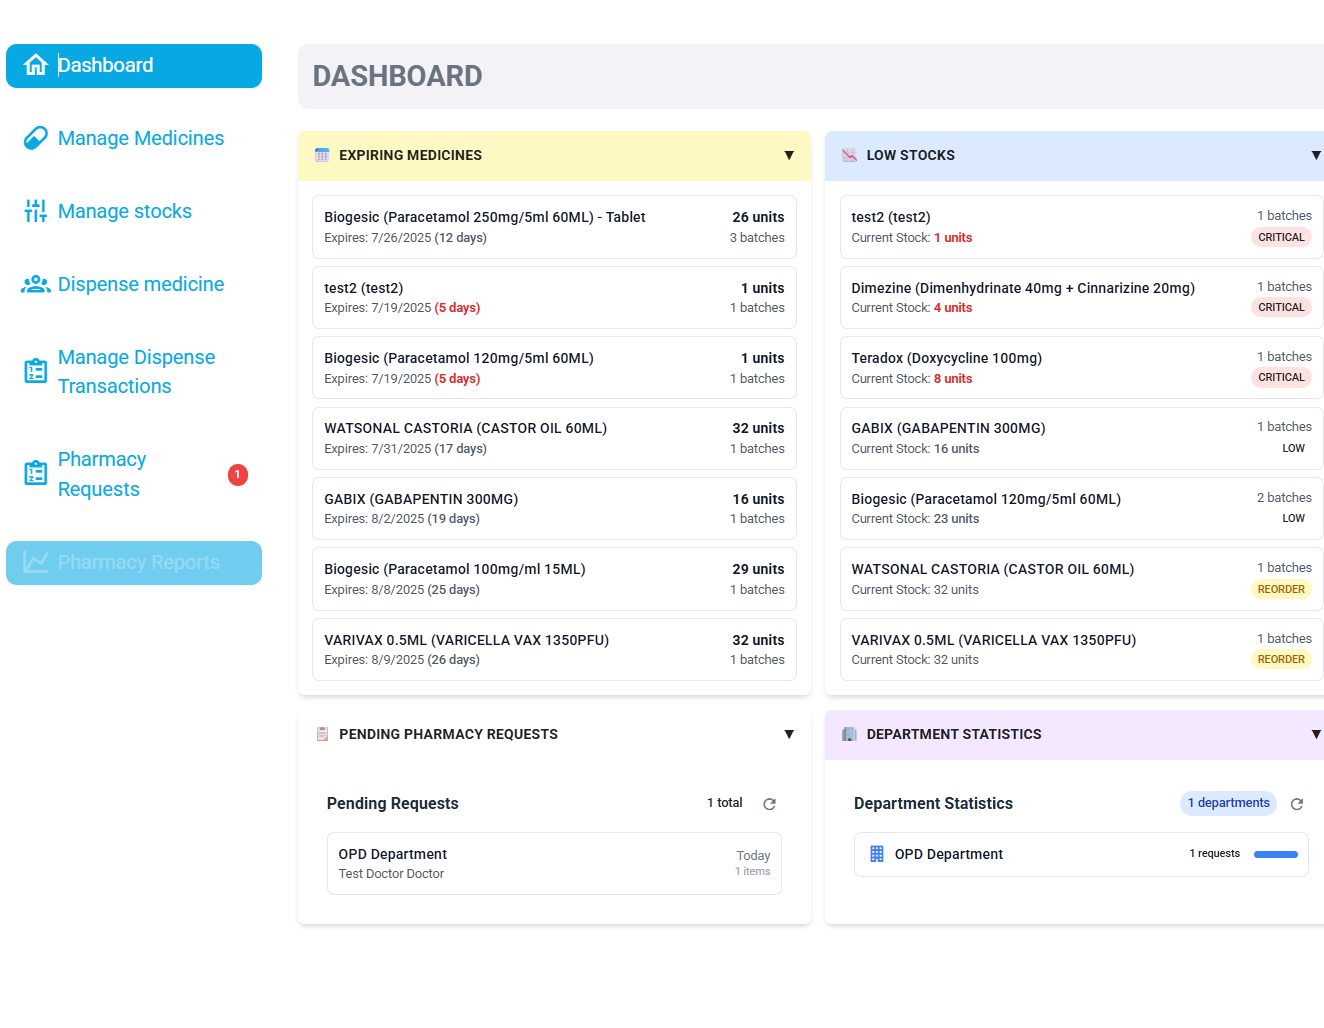 Dashboard
Manage Medicines
Manage stocks
Dispense medicine
Manage Dispense
Transactions
Pharmacy
Requests
1
Pharmacy Reports
DASHBOARD
EXPIRING MEDICINES ▼
Biogesic (Paracetamol 250mg/5ml 60ML) - Tablet 26 units
Expires: 7/26/2025 (12 days) 3 batches
test2 (test2) 1 units
Expires: 7/19/2025 (5 days) 1 batches
Biogesic (Paracetamol 120mg/5ml 60ML) 1 units
Expires: 7/19/2025 (5 days) 1 batches
WATSONAL CASTORIA (CASTOR OIL 60ML) 32 units
Expires: 7/31/2025 (17 days) 1 batches
GABIX (GABAPENTIN 300MG) 16 units
Expires: 8/2/2025 (19 days) 1 batches
Biogesic (Paracetamol 100mg/ml 15ML) 29 units
Expires: 8/8/2025 (25 days) 1 batches
VARIVAX 0.5ML (VARICELLA VAX 1350PFU) 32 units
Expires: 8/9/2025 (26 days) 1 batches
LOW STOCKS ▼
test2 (test2) 1 batches
Current Stock: 1 units CRITICAL
Dimezine (Dimenhydrinate 40mg + Cinnarizine 20mg) 1 batches
Current Stock: 4 units CRITICAL
Teradox (Doxycycline 100mg) 1 batches
Current Stock: 8 units CRITICAL
GABIX (GABAPENTIN 300MG) 1 batches
Current Stock: 16 units LOW
Biogesic (Paracetamol 120mg/5ml 60ML) 2 batches
Current Stock: 23 units LOW
WATSONAL CASTORIA (CASTOR OIL 60ML) 1 batches
Current Stock: 32 units REORDER
VARIVAX 0.5ML (VARICELLA VAX 1350PFU) 1 batches
Current Stock: 32 units REORDER
PENDING PHARMACY REQUESTS ▼
Pending Requests 1 total
OPD Department Today
Test Doctor Doctor 1 items
DEPARTMENT STATISTICS ▼
Department Statistics 1 departments
OPD Department 1 requests